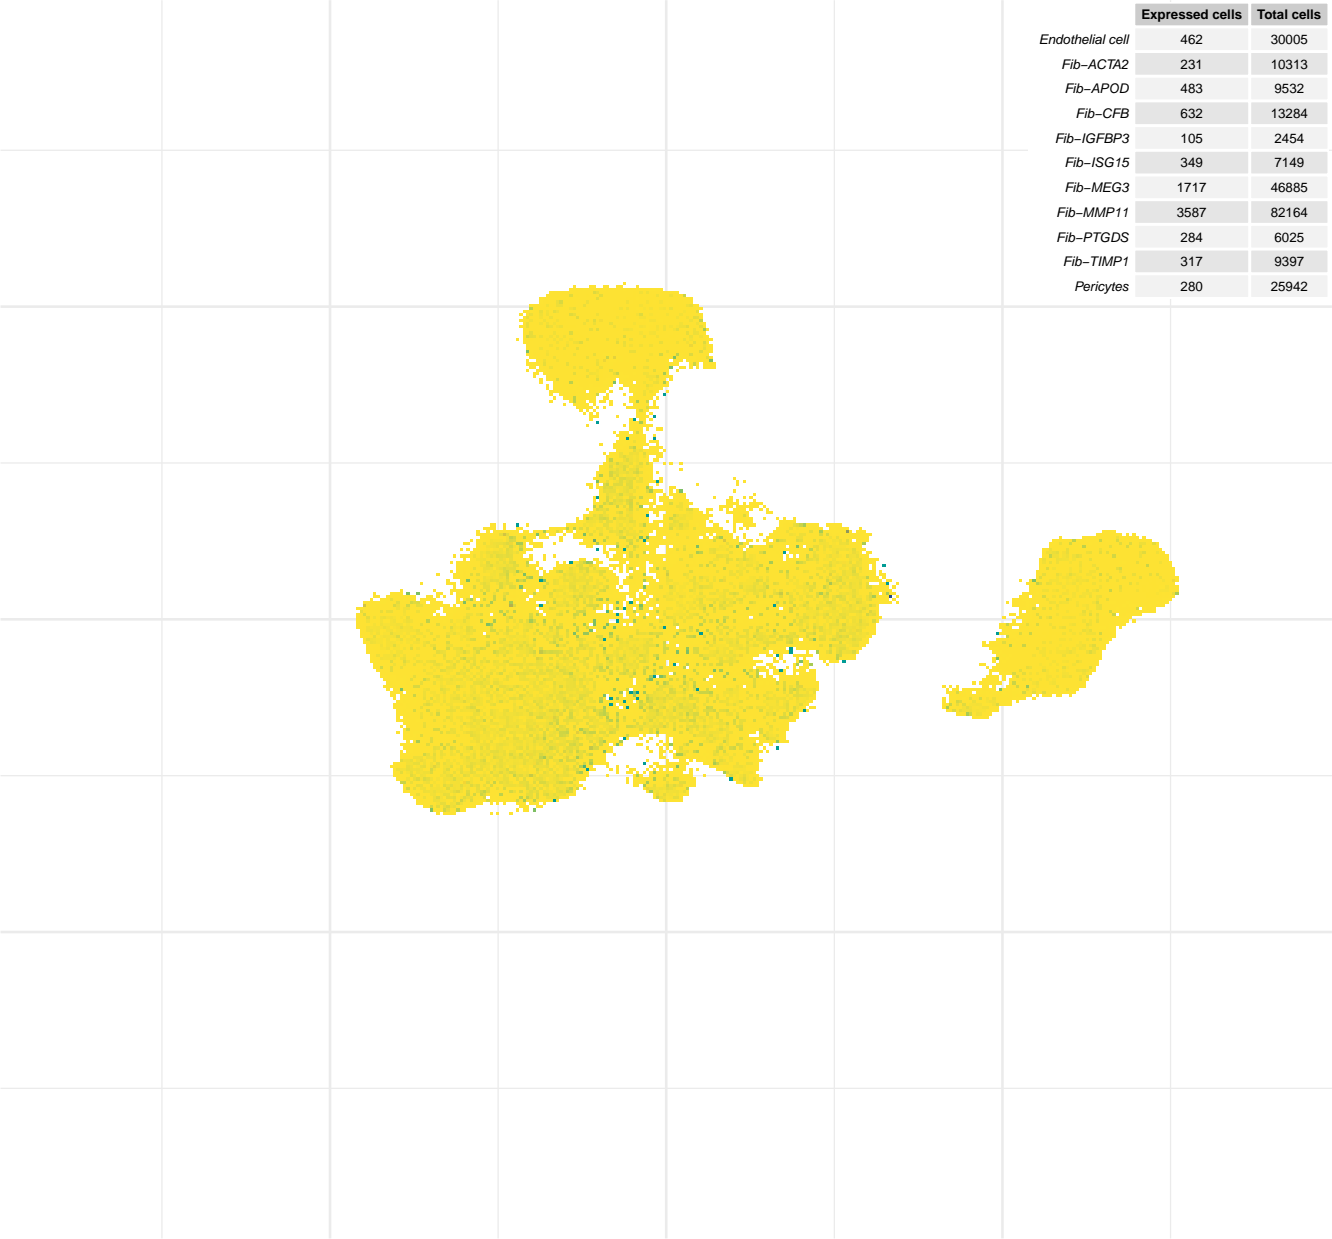 Expressed cells Total cells
Endothelial cell 462 30005
Fib−ACTA2 231 10313
Fib−APOD 483 9532
Fib−CFB 632 13284
Fib−IGFBP3 105 2454
Fib−ISG15 349 7149
Fib−MEG3 1717 46885
Fib−MMP11 3587 82164
Fib−PTGDS 284 6025
Fib−TIMP1 317 9397
Pericytes 280 25942